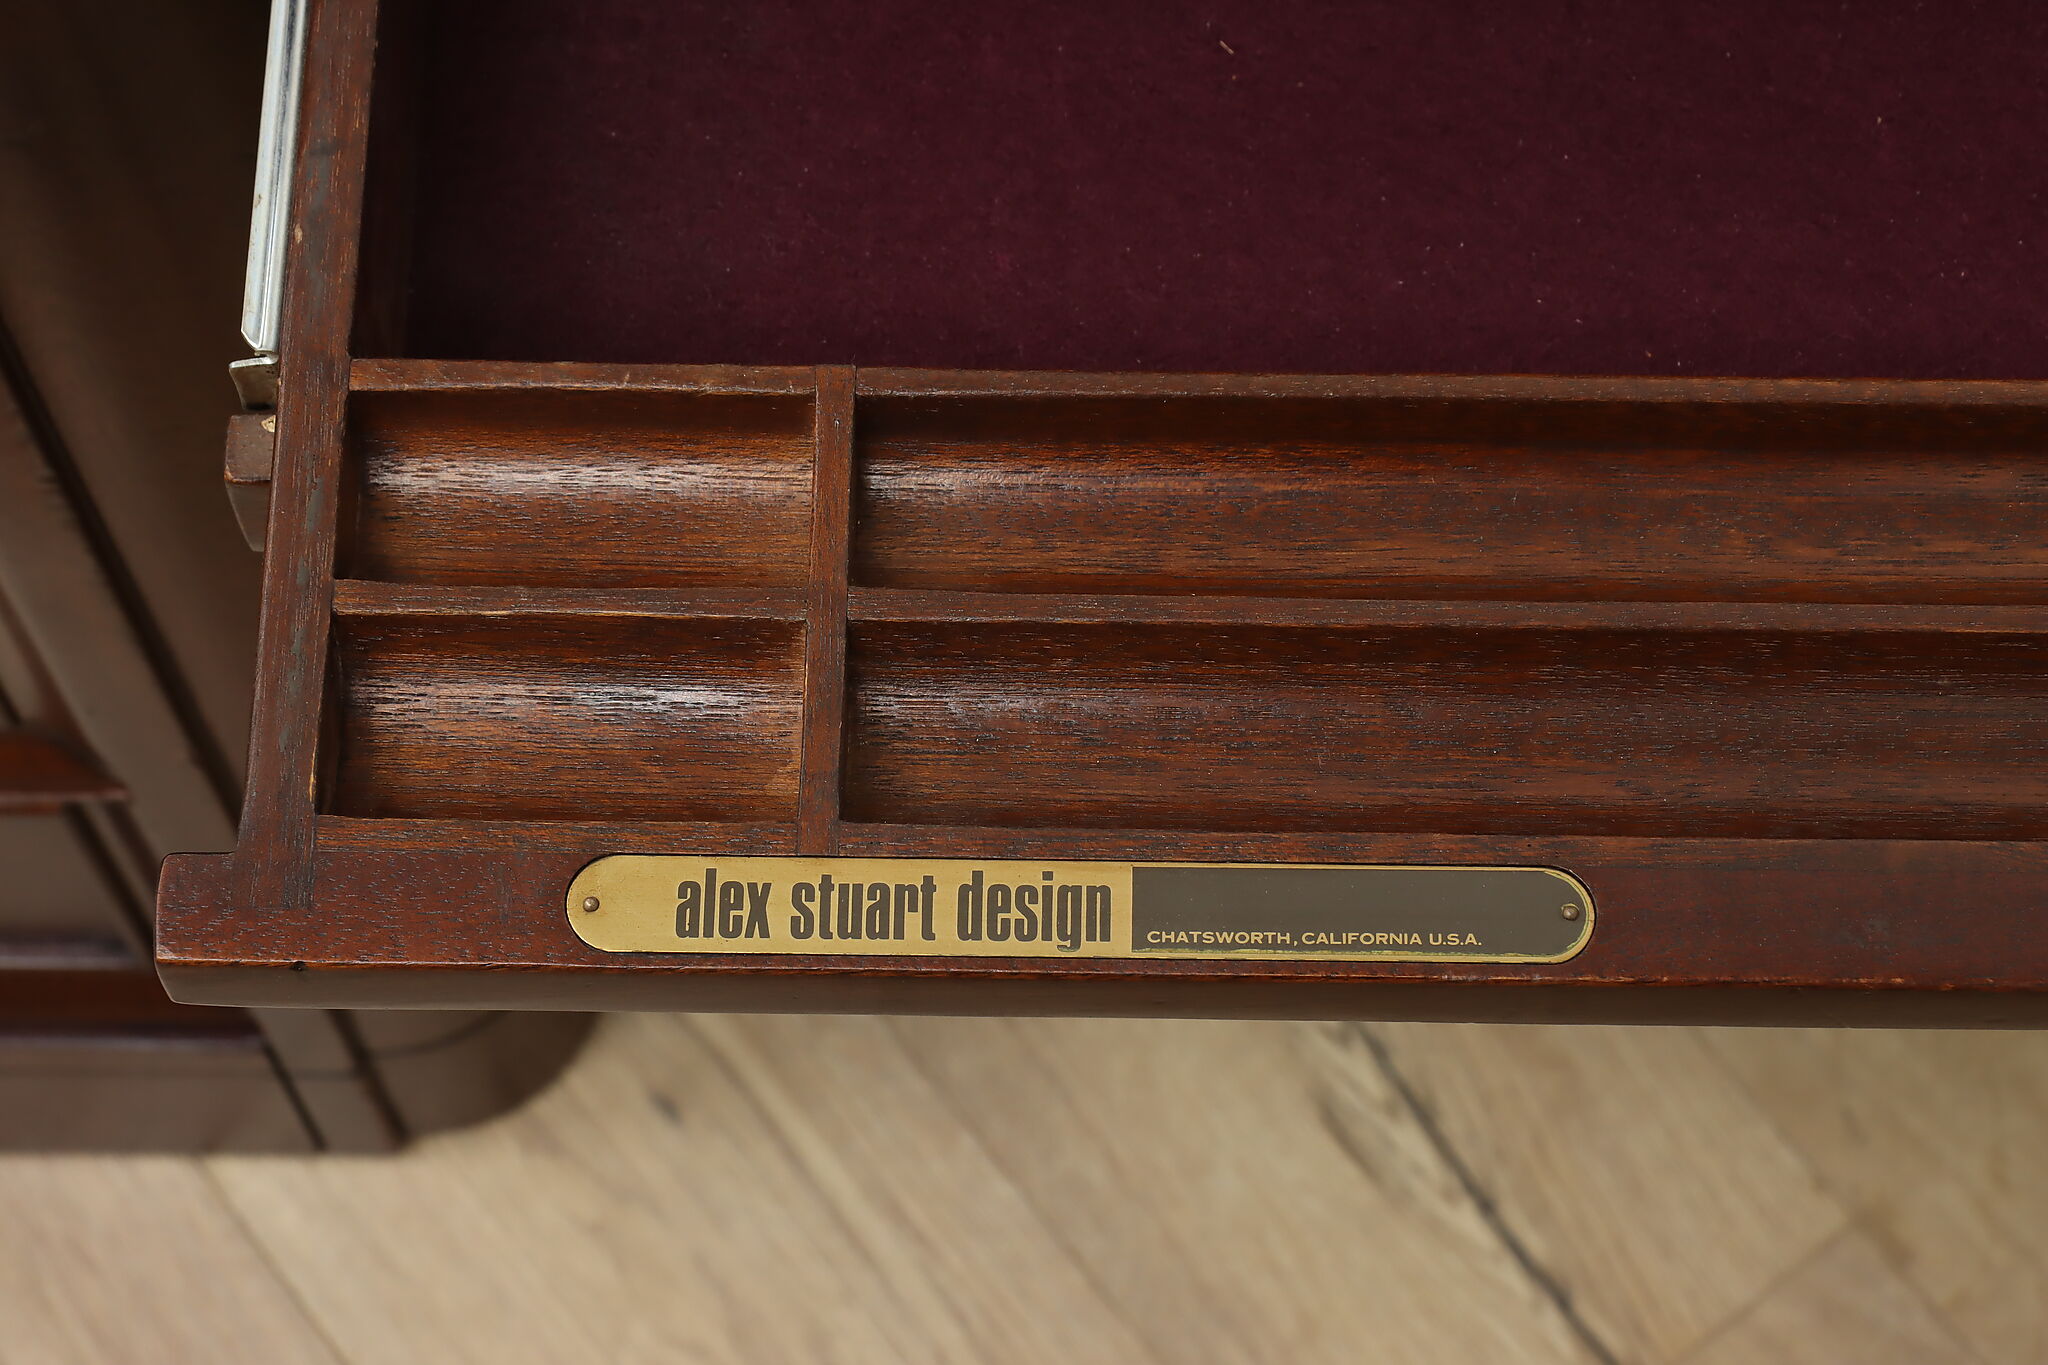 alex stuart design
CHATSWORTH, CALIFORNIA U.S.A.